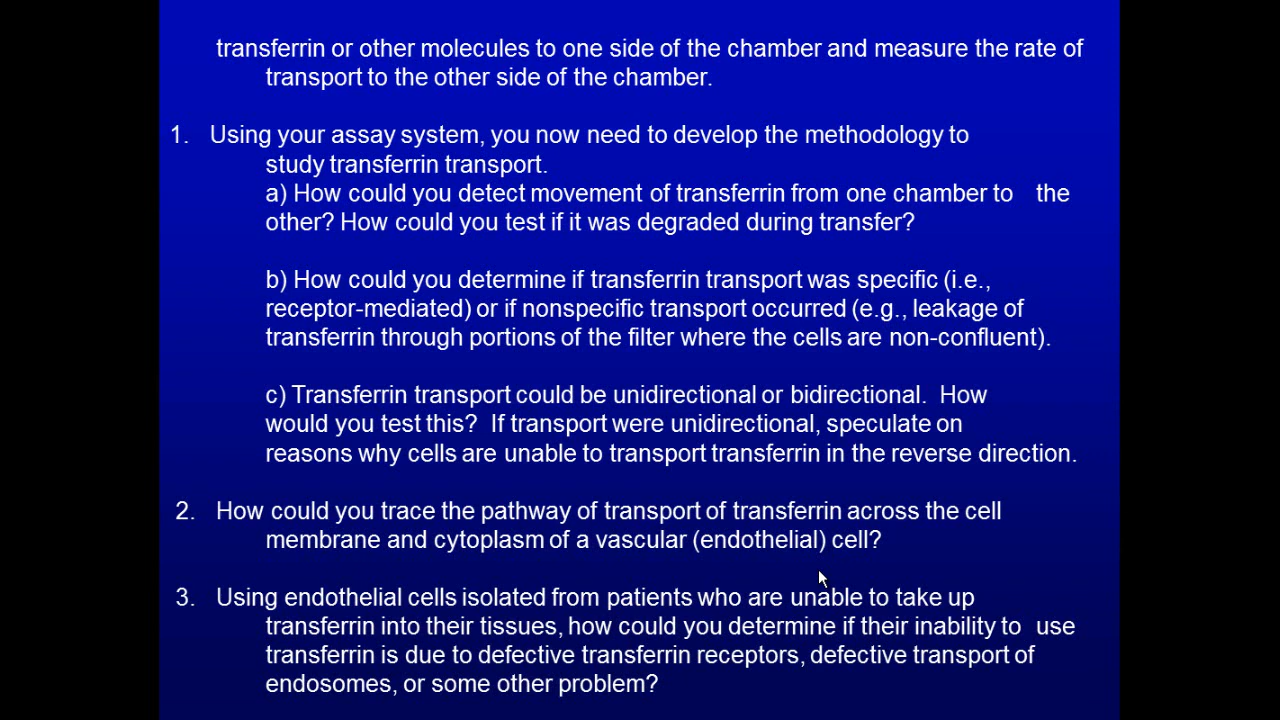 transferrin or other molecules to one side of the chamber and measure the rate of
transport to the other side of the chamber.
1. Using your assay system, you now need to develop the methodology to
study transferrin transport.
a) How could you detect movement of transferrin from one chamber to the
other? How could you test if it was degraded during transfer?
b) How could you determine if transferrin transport was specific (i.e.,
receptor-mediated) or if nonspecific transport occurred (e.g., leakage of
transferrin through portions of the filter where the cells are non-confluent).
c) Transferrin transport could be unidirectional or bidirectional. How
would you test this? If transport were unidirectional, speculate on
reasons why cells are unable to transport transferrin in the reverse direction.
2. How could you trace the pathway of transport of transferrin across the cell
membrane and cytoplasm of a vascular (endothelial) cell?
3. Using endothelial cells isolated from patients who are unable to take up
transferrin into their tissues, how could you determine if their inability to use
transferrin is due to defective transferrin receptors, defective transport of
endosomes, or some other problem?